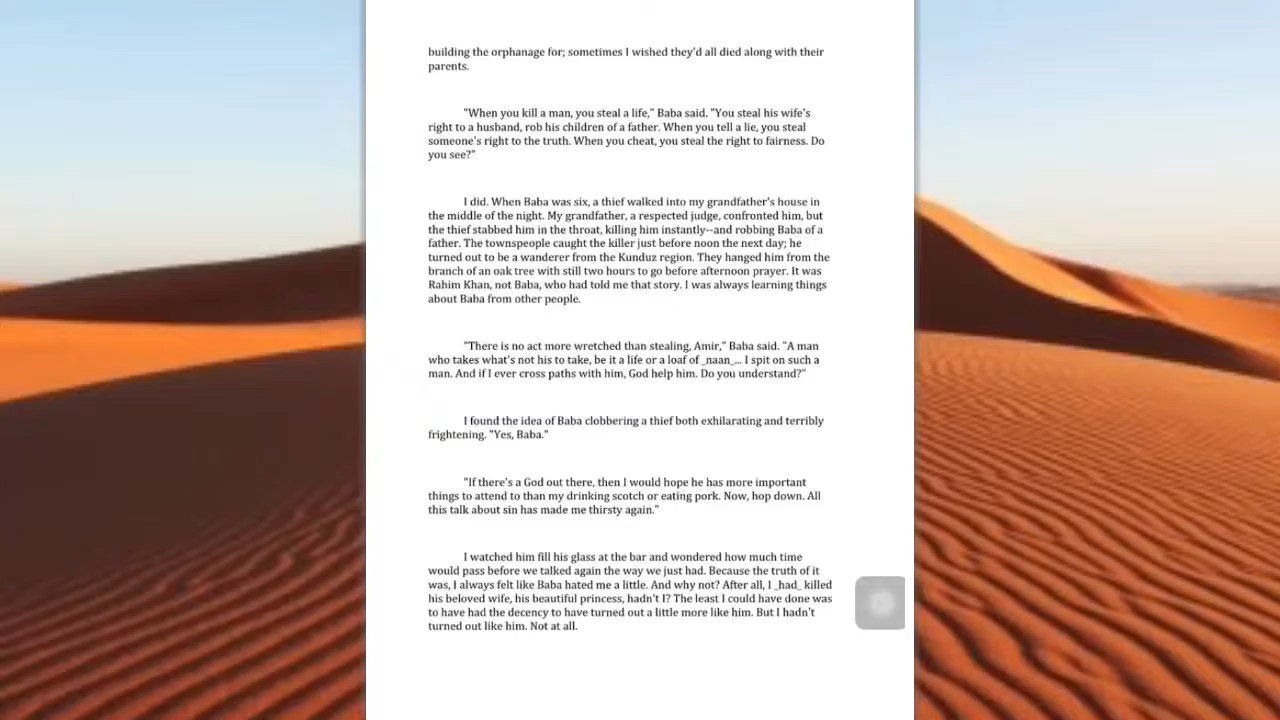 building the orphanage for; sometimes I wished they'd all died along with their
parents.
"When you kill a man, you steal a life," Baba said. "You steal his wife's
right to a husband, rob his children of a father. When you tell a lie, you steal
someone's right to the truth. When you cheat, you steal the right to fairness. Do
you see?"
I did. When Baba was six, a thief walked into my grandfather's house in
the middle of the night. My grandfather, a respected judge, confronted him, but
the thief stabbed him in the throat, killing him instantly--and robbing Baba of a
father. The townspeople caught the killer just before noon the next day; he
turned out to be a wanderer from the Kunduz region. They hanged him from the
branch of an oak tree with still two hours to go before afternoon prayer. It was
Rahim Khan, not Baba, who had told me that story. I was always learning things
about Baba from other people.
"There is no act more wretched than stealing, Amir," Baba said. "A man
who takes what's not his to take, be it a life or a loaf of _naan_... I spit on such a
man. And if I ever cross paths with him, God help him. Do you understand?"
I found the idea of Baba clobbering a thief both exhilarating and terribly
frightening. "Yes, Baba."
"If there's a God out there, then I would hope he has more important
things to attend to than my drinking scotch or eating pork. Now, hop down. All
this talk about sin has made me thirsty again."
I watched him fill his glass at the bar and wondered how much time
would pass before we talked again the way we just had. Because the truth of it
was, I always felt like Baba hated me a little. And why not? After all, I _had_ killed
his beloved wife, his beautiful princess, hadn't I? The least I could have done was
to have had the decency to have turned out a little more like him. But I hadn't
turned out like him. Not at all.